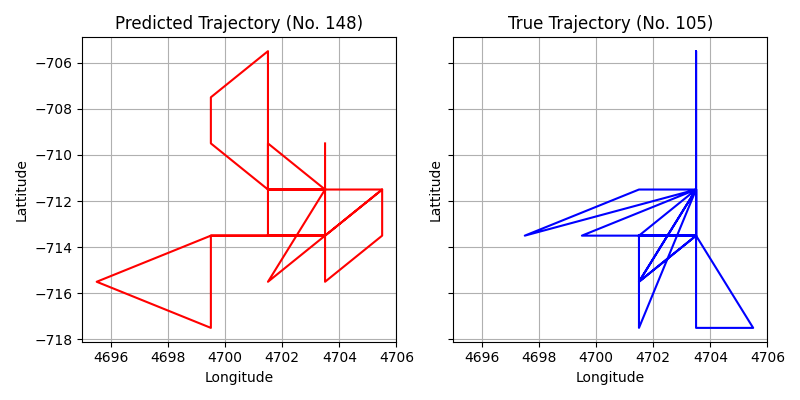 Predicted Trajectory (No. 148)
True Trajectory (No. 105)
−706
−708
−710
−712
−714
−716
−718
Lattitude
Lattitude
4696 4698 4700 4702 4704 4706
4696 4698 4700 4702 4704 4706
Longitude
Longitude